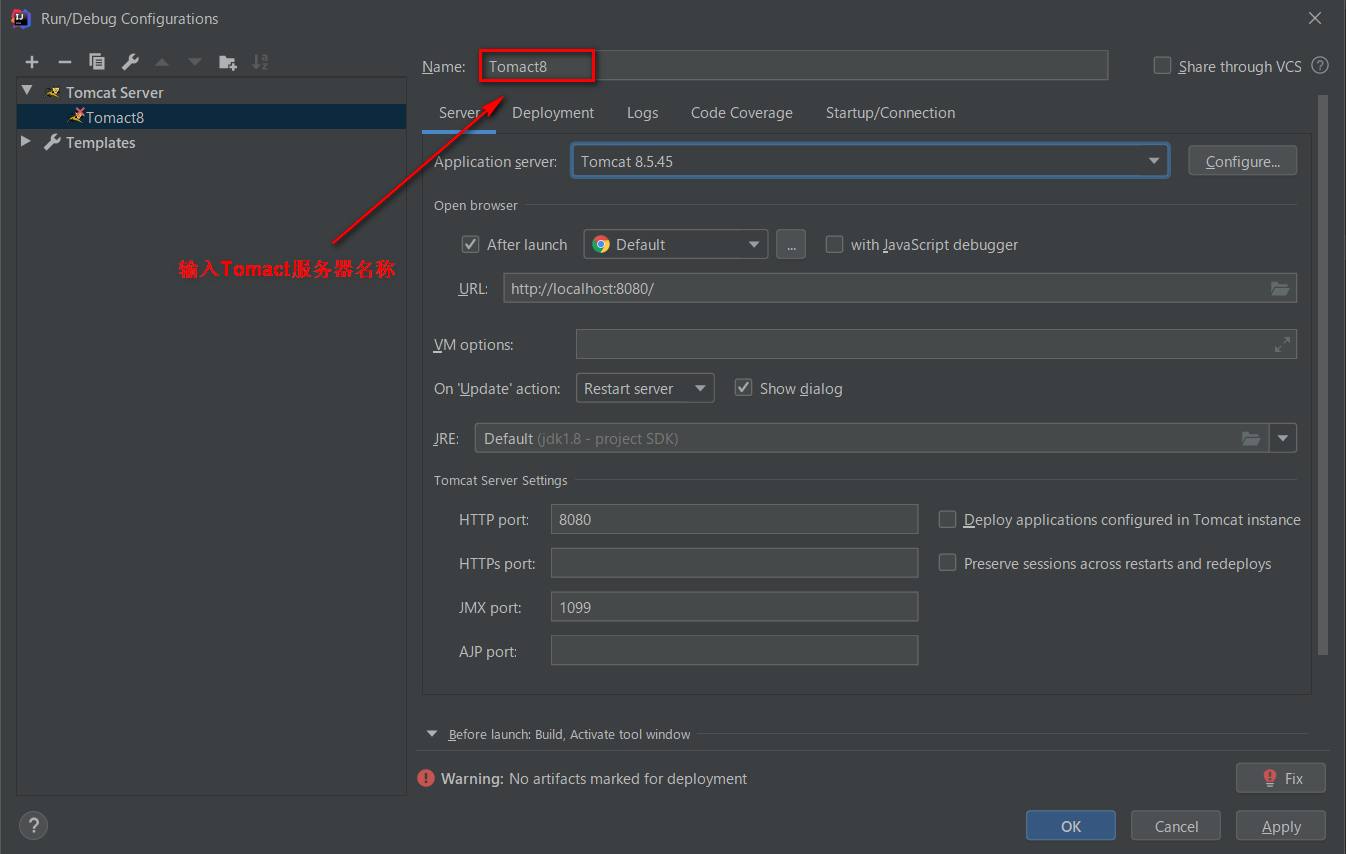 Run/Debug Configurations
Tomcat Server
Tomact8
Templates
Name: Tomact8
Share through VCS ?
Server Deployment Logs Code Coverage Startup/Connection
Application server: Tomcat 8.5.45 Configure...
Open browser
After launch Default ... with JavaScript debugger
URL: http://localhost:8080/
输入Tomact服务器名称
VM options:
On 'Update' action: Restart server Show dialog
JRE: Default (jdk1.8 - project SDK)
Tomcat Server Settings
HTTP port: 8080 Deploy applications configured in Tomcat instance
HTTPs port: Preserve sessions across restarts and redeploys
JMX port: 1099
AJP port:
Before launch: Build, Activate tool window
Warning: No artifacts marked for deployment Fix
? OK Cancel Apply